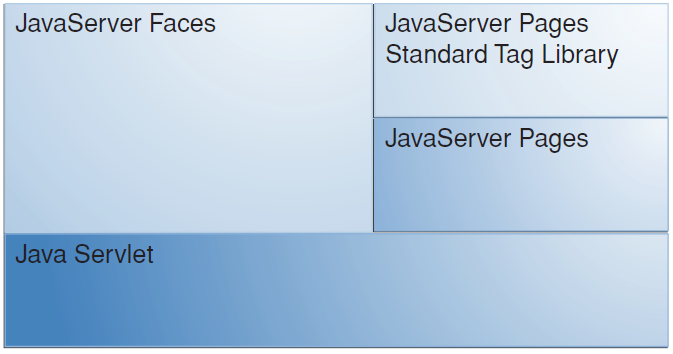 JavaServer Faces
JavaServer Pages
Standard Tag Library
JavaServer Pages
Java Servlet